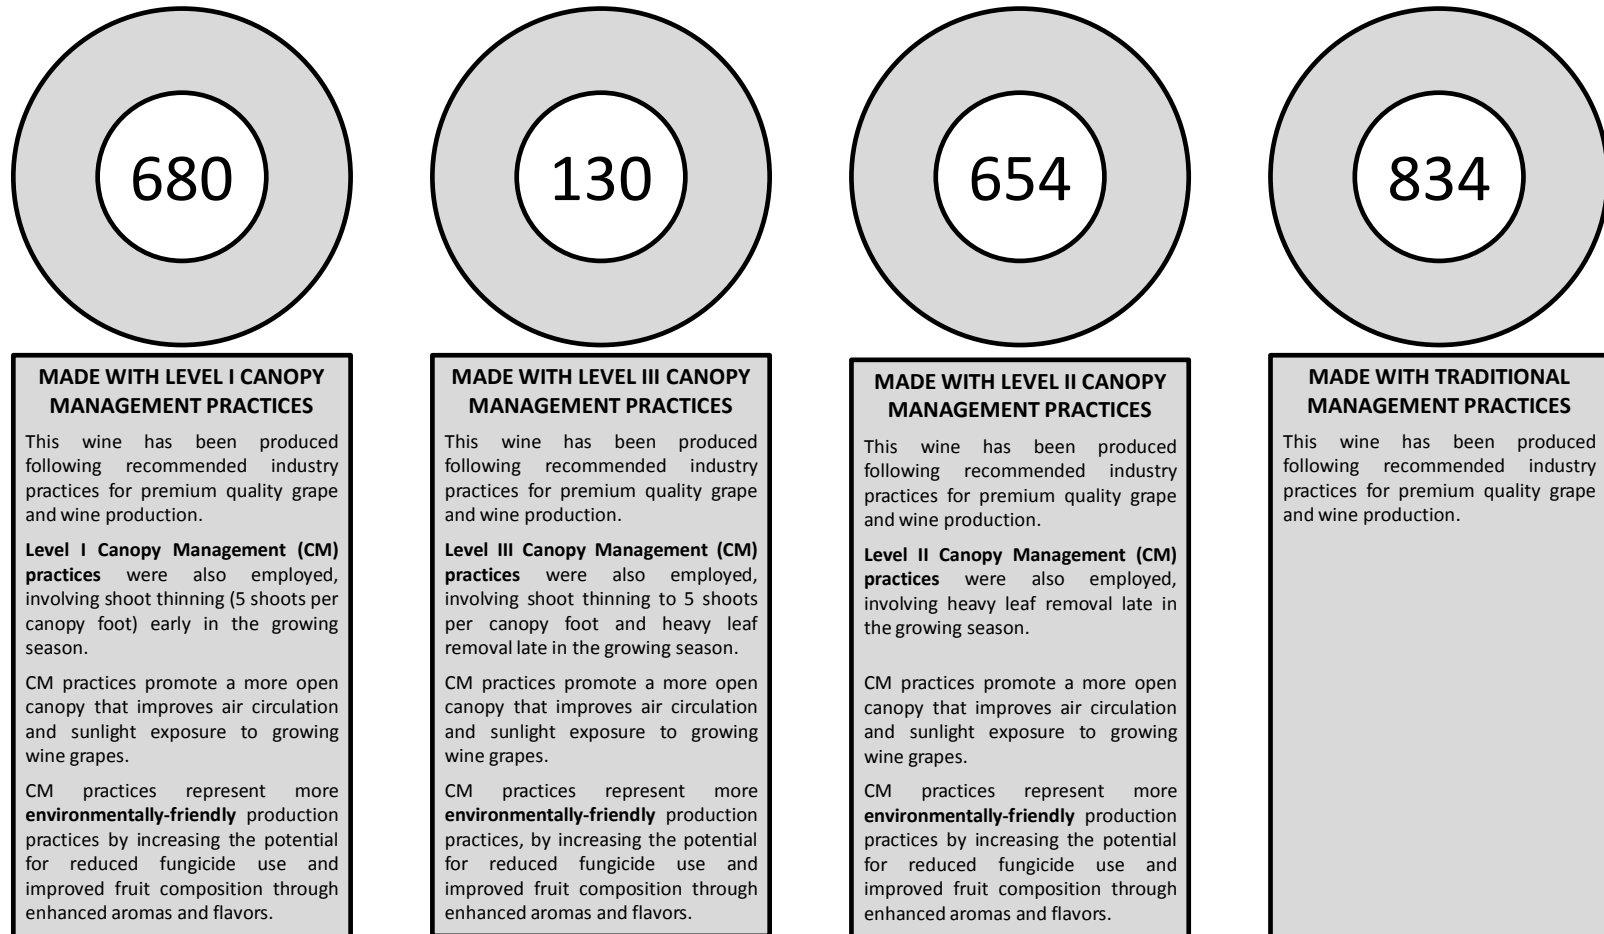 680
MADE WITH LEVEL I CANOPY
MANAGEMENT PRACTICES
This wine has been produced
following recommended industry
practices for premium quality grape
and wine production.
Level I Canopy Management (CM)
practices were also employed,
involving shoot thinning (5 shoots per
canopy foot) early in the growing
season.
CM practices promote a more open
canopy that improves air circulation
and sunlight exposure to growing
wine grapes.
CM practices represent more
environmentally-friendly production
practices by increasing the potential
for reduced fungicide use and
improved fruit composition through
enhanced aromas and flavors.
130
MADE WITH LEVEL III CANOPY
MANAGEMENT PRACTICES
This wine has been produced
following recommended industry
practices for premium quality grape
and wine production.
Level III Canopy Management (CM)
practices were also employed,
involving shoot thinning to 5 shoots
per canopy foot and heavy leaf
removal late in the growing season.
CM practices promote a more open
canopy that improves air circulation
and sunlight exposure to growing
wine grapes.
CM practices represent more
environmentally-friendly production
practices, by increasing the potential
for reduced fungicide use and
improved fruit composition through
enhanced aromas and flavors.
654
MADE WITH LEVEL II CANOPY
MANAGEMENT PRACTICES
This wine has been produced
following recommended industry
practices for premium quality grape
and wine production.
Level II Canopy Management (CM)
practices were also employed,
involving heavy leaf removal late in
the growing season.
CM practices promote a more open
canopy that improves air circulation
and sunlight exposure to growing
wine grapes.
CM practices represent more
environmentally-friendly production
practices by increasing the potential
for reduced fungicide use and
improved fruit composition through
enhanced aromas and flavors.
834
MADE WITH TRADITIONAL
MANAGEMENT PRACTICES
This wine has been produced
following recommended industry
practices for premium quality grape
and wine production.